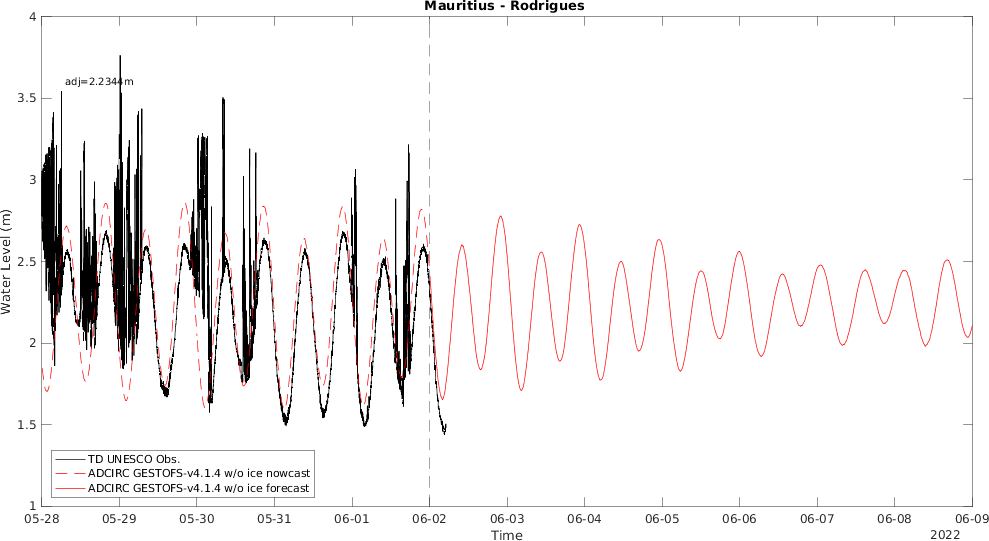 Mauritius - Rodrigues
4
3.5
3
2.5
2
1.5
1
Water Level (m)
adj=2.2344m
TD UNESCO Obs.
ADCIRC GESTOFS-v4.1.4 w/o ice nowcast
ADCIRC GESTOFS-v4.1.4 w/o ice forecast
05-28 05-29 05-30 05-31 06-01 06-02 06-03 06-04 06-05 06-06 06-07 06-08 06-09
Time
2022